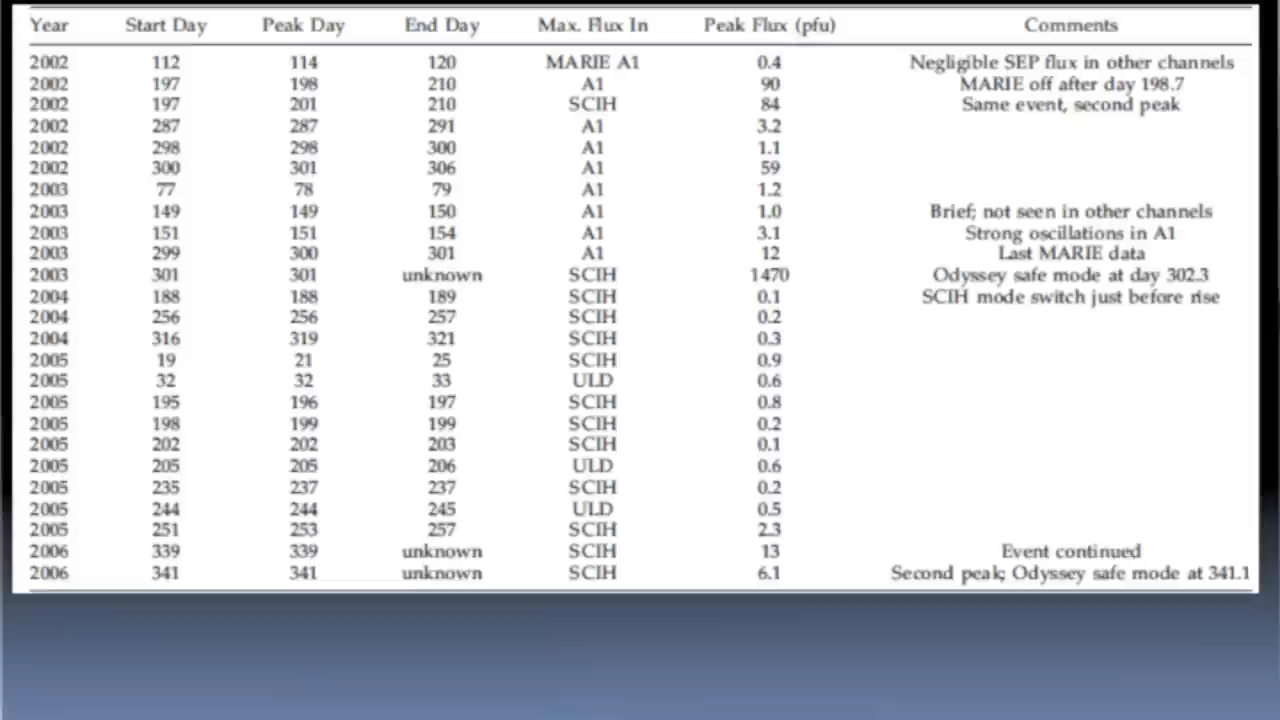 Year Start Day Peak Day End Day Max. Flux In Peak Flux (pfu) Comments
2002 112 114 120 MARIE A1 0.4 Negligible SEP flux in other channels
2002 197 198 210 A1 90 MARIE off after day 198.7
2002 197 201 210 SCIH 84 Same event, second peak
2002 287 287 291 A1 3.2
2002 298 298 300 A1 1.1
2002 300 301 306 A1 59
2003 77 78 79 A1 1.2
2003 149 149 150 A1 1.0 Brief; not seen in other channels
2003 151 151 154 A1 3.1 Strong oscillations in A1
2003 299 300 301 A1 12 Last MARIE data
2003 301 301 unknown SCIH 1470 Odyssey safe mode at day 302.3
2004 188 188 189 SCIH 0.1 SCIH mode switch just before rise
2004 256 256 257 SCIH 0.2
2004 316 319 321 SCIH 0.3
2005 19 21 25 SCIH 0.9
2005 32 32 33 ULD 0.6
2005 195 196 197 SCIH 0.8
2005 198 199 199 SCIH 0.2
2005 202 202 203 SCIH 0.1
2005 205 205 206 ULD 0.6
2005 235 237 237 SCIH 0.2
2005 244 244 245 ULD 0.5
2005 251 253 257 SCIH 2.3
2006 339 339 unknown SCIH 13 Event continued
2006 341 341 unknown SCIH 6.1 Second peak; Odyssey safe mode at 341.1